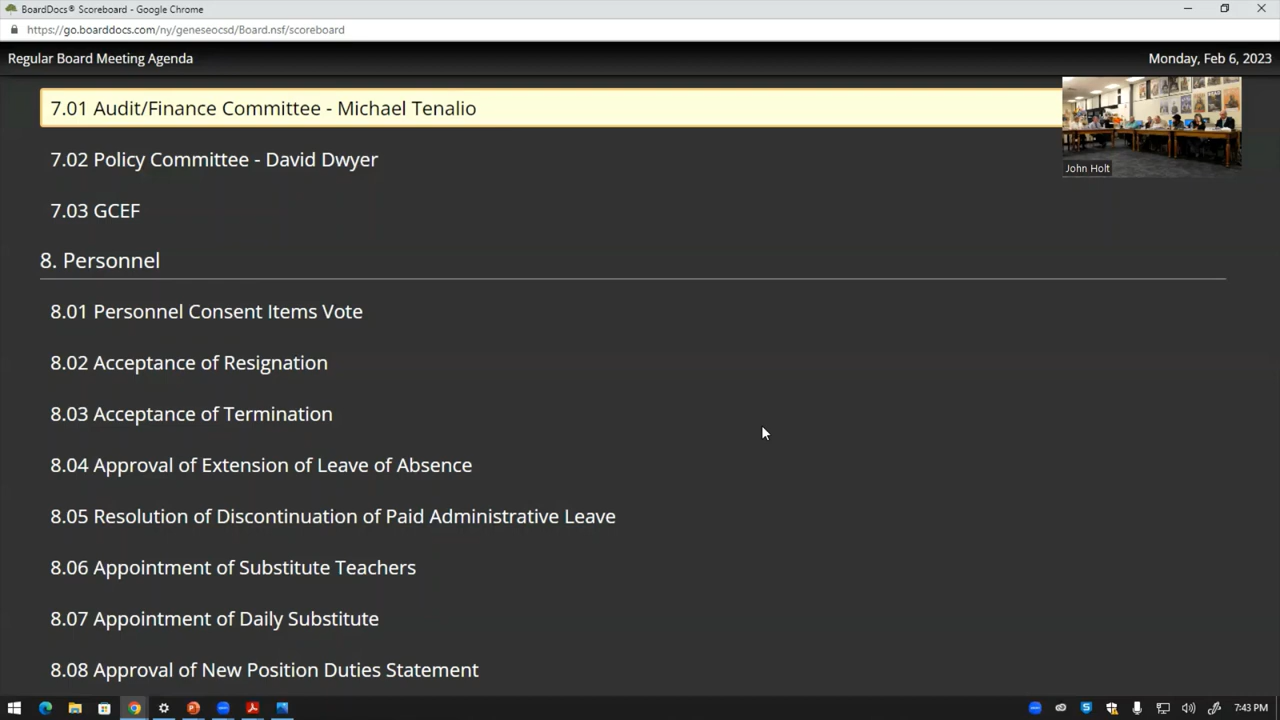 BoardDocs® Scoreboard - Google Chrome
https://go.boarddocs.com/ny/geneseocsd/Board.nsf/scoreboard
Regular Board Meeting Agenda
Monday, Feb 6, 2023
7.01 Audit/Finance Committee - Michael Tenalio
7.02 Policy Committee - David Dwyer
John Holt
7.03 GCEF
8. Personnel
8.01 Personnel Consent Items Vote
8.02 Acceptance of Resignation
8.03 Acceptance of Termination
8.04 Approval of Extension of Leave of Absence
8.05 Resolution of Discontinuation of Paid Administrative Leave
8.06 Appointment of Substitute Teachers
8.07 Appointment of Daily Substitute
8.08 Approval of New Position Duties Statement
7:43 PM